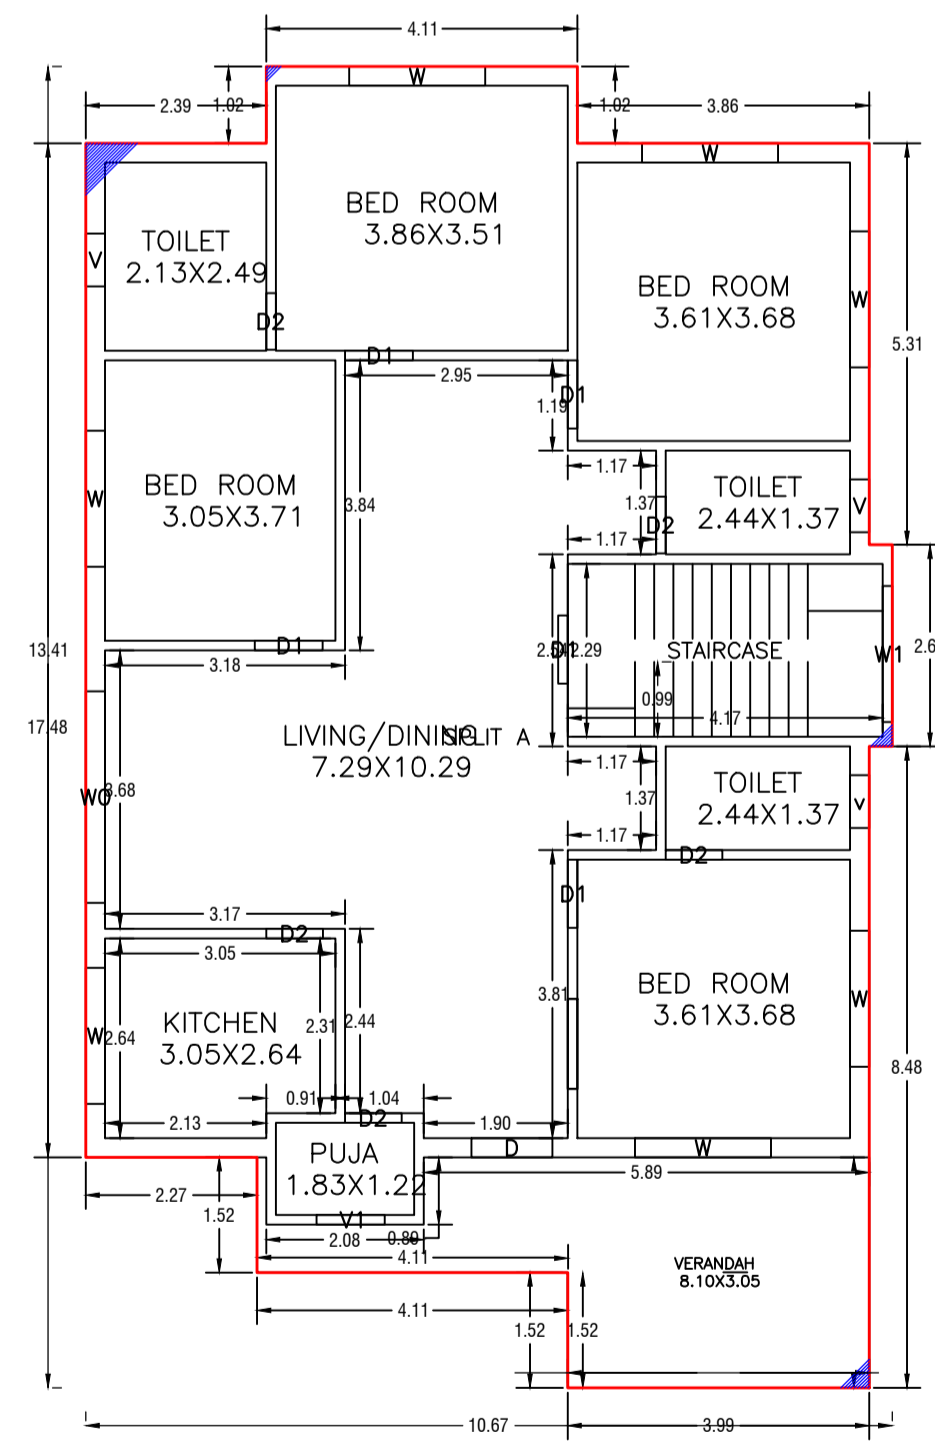 4.11
W
2.39
1.02
1.02
3.86
W
BED ROOM
3.86X3.51
TOILET
2.13X2.49
V
BED ROOM
3.61X3.68
W
D2
5.31
D1
2.95
D1
1.19
1.17
BED ROOM
3.05X3.71
W
3.84
1.37
TOILET
2.44X1.37
V
D2
1.17
D1
3.18
13.41
2.54
D1
2.29
STAIRCASE
W1
0.99
4.17
17.48
LIVING/DINING
SPLIT A
7.29X10.29
1.17
3.68
W0
1.37
TOILET
2.44X1.37
V
1.17
D2
D1
3.17
D2
3.05
BED ROOM
3.61X3.68
W
3.81
KITCHEN
3.05X2.64
W
2.64
2.31
2.44
8.48
0.91
1.04
2.13
D2
1.90
PUJA
1.83X1.22
D
W
5.89
2.27
1.52
V1
2.08
4.11
VERANDAH
8.10X3.05
4.11
1.52
1.52
10.67
3.99